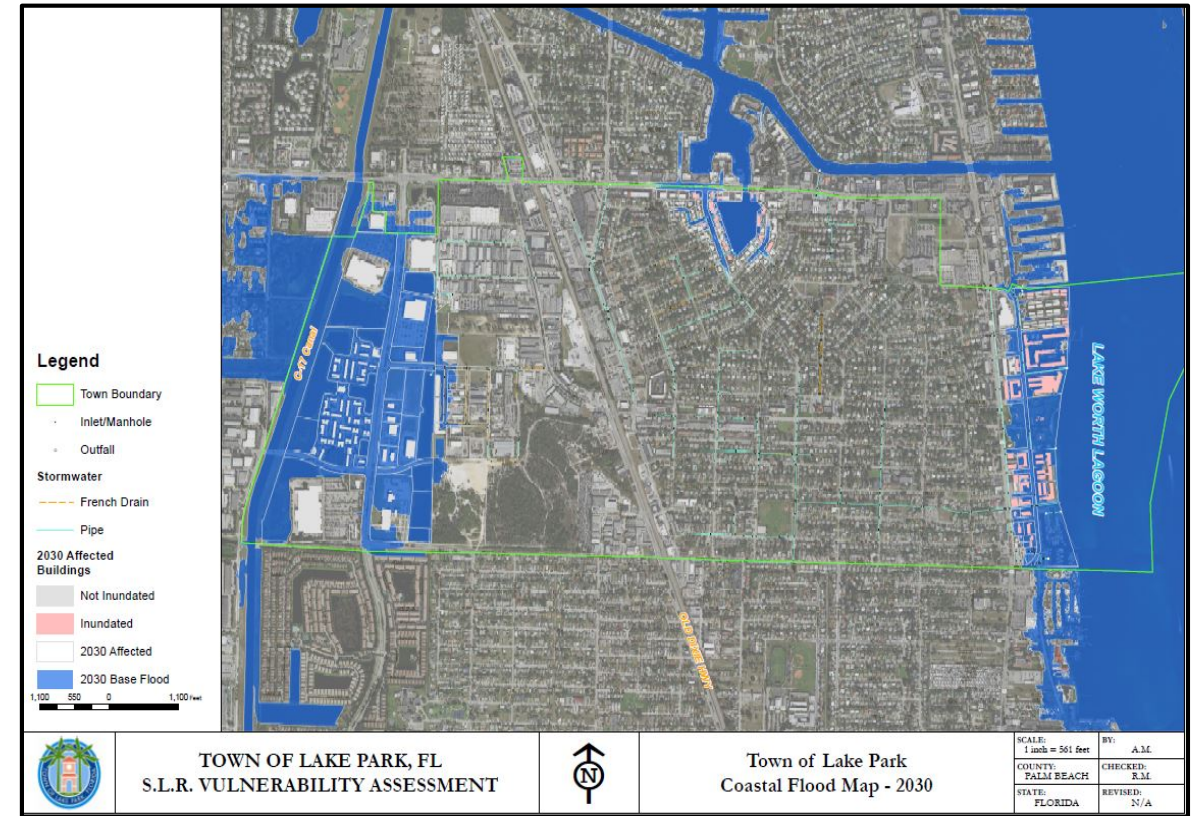 C-17 Canal
LAKE WORTH LAGOON
OLD DIXIE HWY
Legend
Town Boundary
Inlet/Manhole
Outfall
Stormwater
French Drain
Pipe
2030 Affected
Buildings
Not Inundated
Inundated
2030 Affected
2030 Base Flood
1,100 550 0 1,100 Feet
TOWN OF LAKE PARK, FL
S.L.R. VULNERABILITY ASSESSMENT
N
Town of Lake Park
Coastal Flood Map - 2030
SCALE:
1 inch = 561 feet
BY:
A.M.
COUNTY:
PALM BEACH
CHECKED:
R.M.
STATE:
FLORIDA
REVISED:
N/A